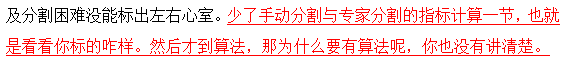 及分割困难没能标出左右心室。少了手动分割与专家分割的指标计算一节，也就
是看看你标的咋样。然后才到算法，那为什么要有算法呢，你也没有讲清楚。